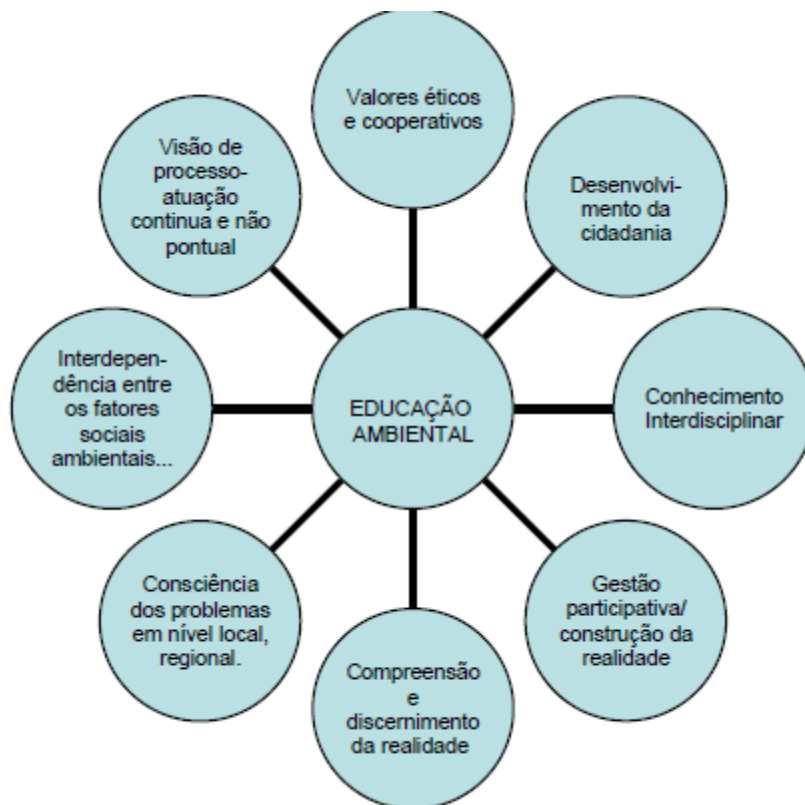 Valores éticos
e cooperativos
Desenvolvi-
mento da
cidadania
Conhecimento
Interdisciplinar
Gestão
participativa/
construção da
realidade
Compreensão
e
discernimento
da realidade
Consciência
dos problemas
em nível local,
regional.
Interdepen-
dência entre
os fatores
sociais
ambientais...
Visão de
processo-
atuação
continua e não
pontual
EDUCAÇÃO
AMBIENTAL